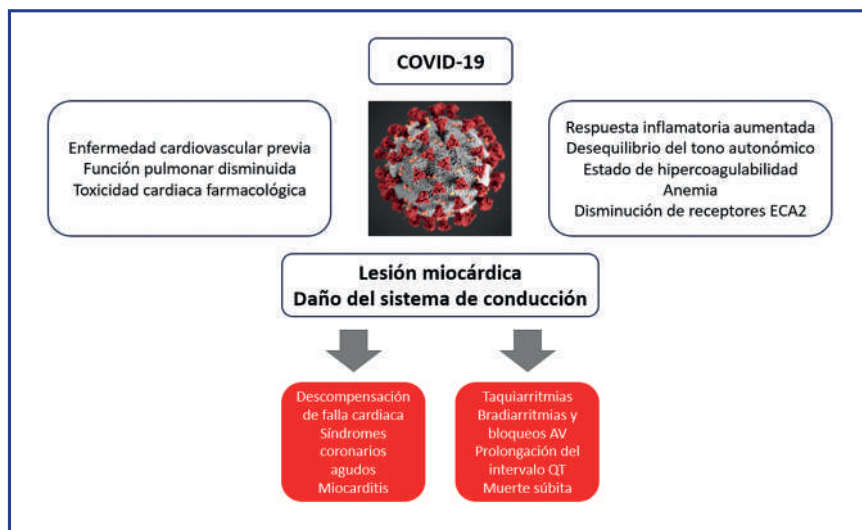 COVID-19
Enfermedad cardiovascular previa
Función pulmonar disminuida
Toxicidad cardiaca farmacológica
Respuesta inflamatoria aumentada
Desequilibrio del tono autonómico
Estado de hipercoagulabilidad
Anemia
Disminución de receptores ECA2
Lesión miocárdica
Daño del sistema de conducción
Descompensación
de falla cardiaca
Síndromes
coronarios
agudos
Miocarditis
Taquiarritmias
Bradiarritmias y
bloqueos AV
Prolongación del
intervalo QT
Muerte súbita